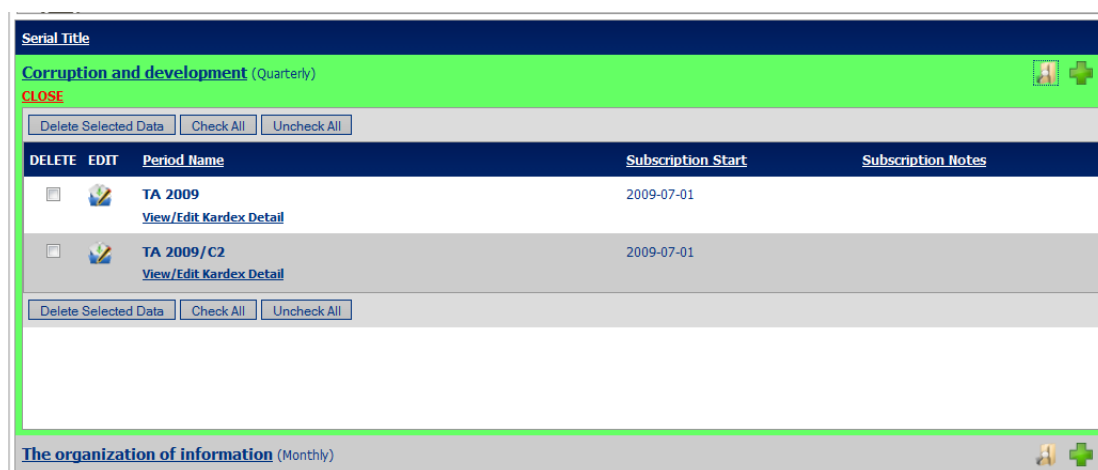 Serial Title
Corruption and development (Quarterly)
CLOSE
Delete Selected Data Check All Uncheck All
DELETE EDIT Period Name Subscription Start Subscription Notes
TA 2009 2009-07-01
View/Edit Kardex Detail
TA 2009/C2 2009-07-01
View/Edit Kardex Detail
Delete Selected Data Check All Uncheck All
The organization of information (Monthly)